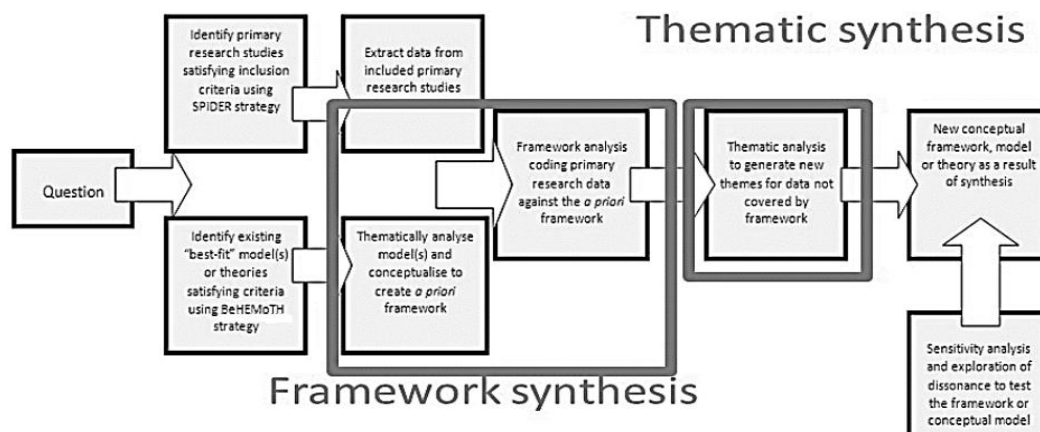 Thematic synthesis
Identify primary
research studies
satisfying inclusion
criteria using
SPIDER strategy
Extract data from
included primary
research studies
Question
Framework analysis
coding primary
research data
against the a priori
framework
Thematic analysis
to generate new
themes for data not
covered by
framework
New conceptual
framework, model
or theory as a result
of synthesis
Identify existing
"best-fit" model(s)
or theories
satisfying criteria
using BeHEMoTH
strategy
Thematically analyse
model(s) and
conceptualise to
create a priori
framework
Framework synthesis
Sensitivity analysis
and exploration of
dissonance to test
the framework or
conceptual model